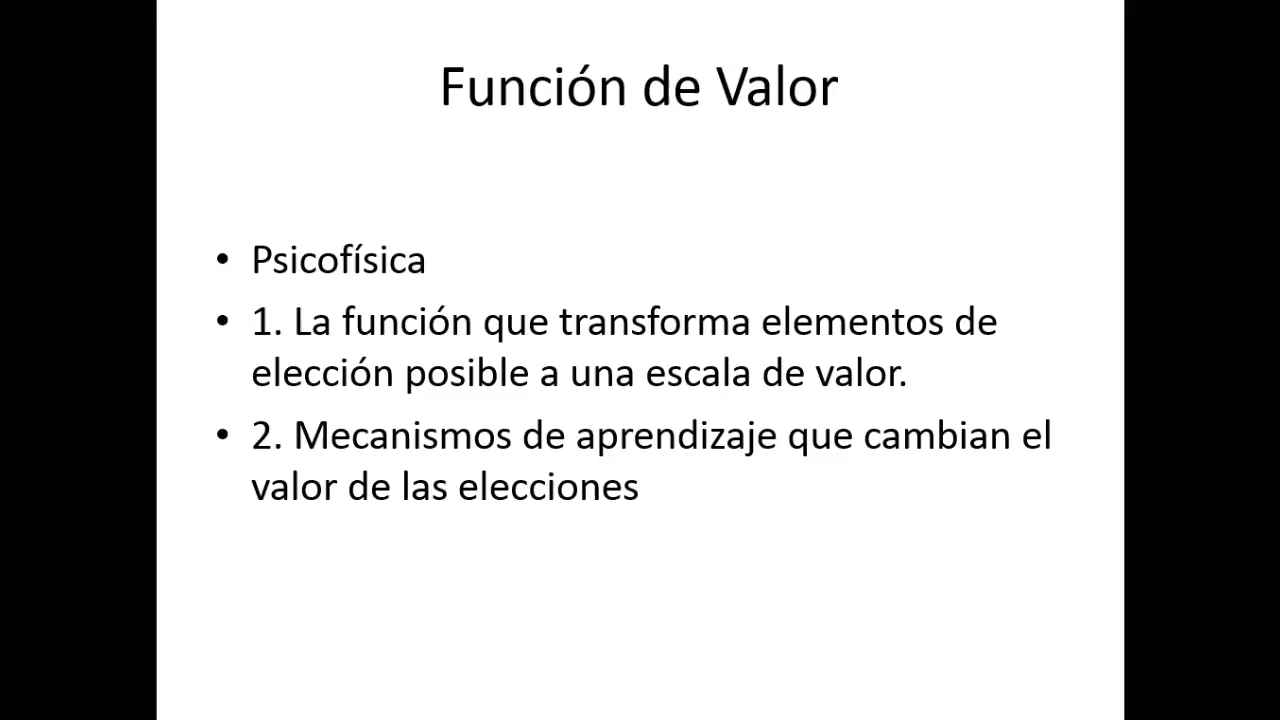 Función de Valor
• Psicofísica
• 1. La función que transforma elementos de
elección posible a una escala de valor.
• 2. Mecanismos de aprendizaje que cambian el
valor de las elecciones